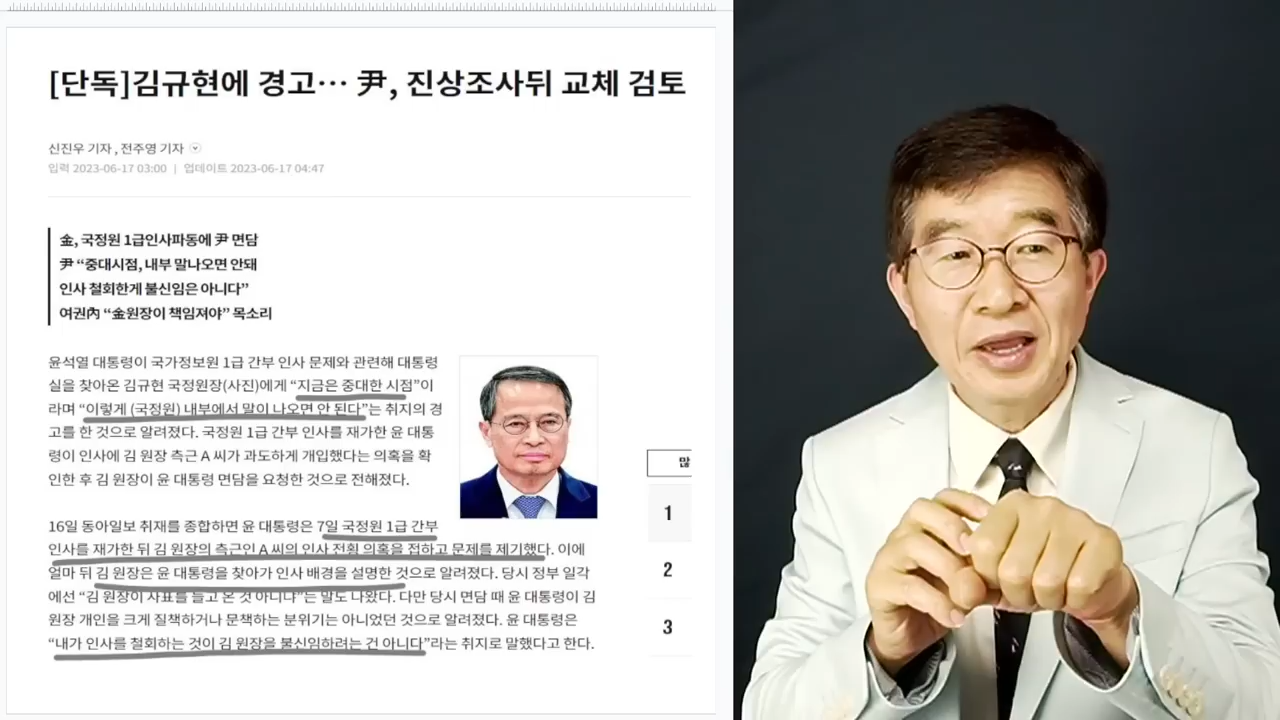 [단독]김규현에 경고… 尹, 진상조사뒤 교체 검토
신진우 기자 , 전주영 기자
입력 2023-06-17 03:00 | 업데이트 2023-06-17 04:47
金, 국정원 1급인사파동에 尹 면담
尹 “중대시점, 내부 말나오면 안돼
인사 철회한게 불신임은 아니다”
여권內 “金원장이 책임져야” 목소리
윤석열 대통령이 국가정보원 1급 간부 인사 문제와 관련해 대통령
실을 찾아온 김규현 국정원장(사진)에게 “지금은 중대한 시점”이
라며 “이렇게 (국정원) 내부에서 말이 나오면 안 된다”는 취지의 경
고를 한 것으로 알려졌다. 국정원 1급 간부 인사를 재가한 윤 대통
령이 인사에 김 원장 측근 A 씨가 과도하게 개입했다는 의혹을 확
인한 후 김 원장이 윤 대통령 면담을 요청한 것으로 전해졌다.
많
1
16일 동아일보 취재를 종합하면 윤 대통령은 7일 국정원 1급 간부
인사를 재가한 뒤 김 원장의 측근인 A 씨의 인사 전횡 의혹을 접하고 문제를 제기했다. 이에
얼마 뒤 김 원장은 윤 대통령을 찾아가 인사 배경을 설명한 것으로 알려졌다. 당시 정부 일각
2
에선 “김 원장이 사표를 들고 온 것 아니냐”는 말도 나왔다. 다만 당시 면담 때 윤 대통령이 김
원장 개인을 크게 질책하거나 문책하는 분위기는 아니었던 것으로 알려졌다. 윤 대통령은
3
“내가 인사를 철회하는 것이 김 원장을 불신임하려는 건 아니다”라는 취지로 말했다고 한다.